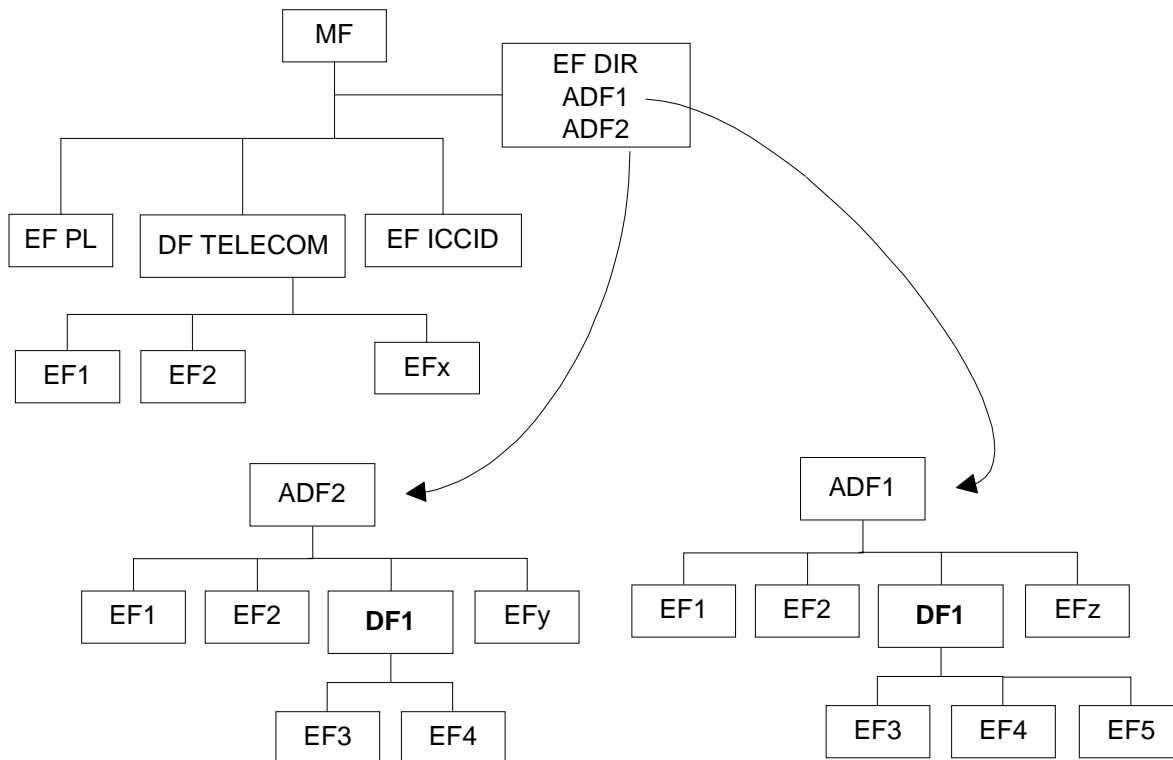 MF
EF DIR
ADF1
ADF2
EF PL
DF TELECOM
EF ICCID
EF1
EF2
EFx
ADF2
ADF1
EF1
EF2
DF1
EFy
EF1
EF2
DF1
EFz
EF3
EF4
EF3
EF4
EF5